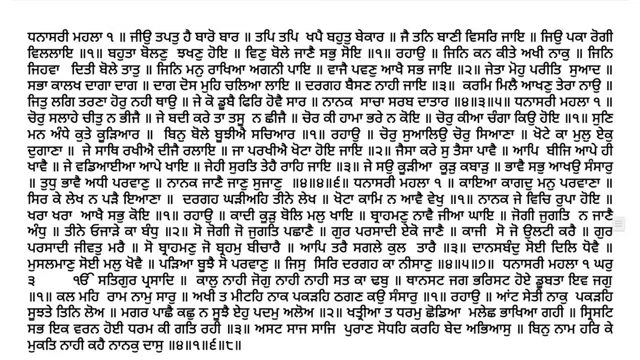 ਧਨਾਸਰੀ ਮਹਲਾ ੧ ॥ ਜੀਉ ਤਪਤੁ ਹੈ ਬਾਰੋ ਬਾਰ ॥ ਤਪਿ ਤਪਿ ਖਪੈ ਬਹੁਤੁ ਬੇਕਾਰ ॥ ਜੈ ਤਨਿ ਬਾਣੀ ਵਿਸਰਿ ਜਾਇ ॥ ਜਿਉ ਪਕਾ ਰੋਗੀ
ਵਿਲਲਾਇ ॥੧॥ ਬਹੁਤਾ ਬੋਲਣੁ ਝਖਣੁ ਹੋਇ ॥ ਵਿਣੁ ਬੋਲੇ ਜਾਣੈ ਸਭੁ ਸੋਇ ॥੧॥ ਰਹਾਉ ॥ ਜਿਨਿ ਕਨ ਕੀਤੇ ਅਖੀ ਨਾਕੁ ॥ ਜਿਨਿ
ਜਿਹਵਾ ਦਿਤੀ ਬੋਲੇ ਤਾਤੁ ॥ ਜਿਨਿ ਮਨੁ ਰਾਖਿਆ ਅਗਨੀ ਪਾਇ ॥ ਵਾਜੈ ਪਵਣੁ ਆਖੈ ਸਭ ਜਾਇ ॥੨॥ ਜੇਤਾ ਮੋਹੁ ਪਰੀਤਿ ਸੁਆਦ ॥
ਸਭਾ ਕਾਲਖ ਦਾਗਾ ਦਾਗ ॥ ਦਾਗ ਦੋਸ ਮੁਹਿ ਚਲਿਆ ਲਾਇ ॥ ਦਰਗਹ ਬੈਸਣ ਨਾਹੀ ਜਾਇ ॥੩॥ ਕਰਮਿ ਮਿਲੈ ਆਖਣੁ ਤੇਰਾ ਨਾਉ ॥
ਜਿਤੁ ਲਗਿ ਤਰਣਾ ਹੋਰੁ ਨਹੀ ਥਾਉ ॥ ਜੇ ਕੋ ਡੂਬੈ ਫਿਰਿ ਹੋਵੈ ਸਾਰ ॥ ਨਾਨਕ ਸਾਚਾ ਸਰਬ ਦਾਤਾਰ ॥੪॥੩॥੫॥ ਧਨਾਸਰੀ ਮਹਲਾ ੧ ॥
ਚੋਰੁ ਸਲਾਹੇ ਚੀਤੁ ਨ ਭੀਜੈ ॥ ਜੇ ਬਦੀ ਕਰੇ ਤਾ ਤਸੂ ਨ ਛੀਜੈ ॥ ਚੋਰ ਕੀ ਹਾਮਾ ਭਰੇ ਨ ਕੋਇ ॥ ਚੋਰੁ ਕੀਆ ਚੰਗਾ ਕਿਉ ਹੋਇ ॥੧॥ ਸੁਣਿ
ਮਨ ਅੰਧੇ ਕੁਤੇ ਕੂੜਿਆਰ ॥ ਬਿਨੁ ਬੋਲੇ ਬੂਝੀਐ ਸਚਿਆਰ ॥੧॥ ਰਹਾਉ ॥ ਚੋਰੁ ਸੁਆਲਿਉ ਚੋਰੁ ਸਿਆਣਾ ॥ ਖੋਟੇ ਕਾ ਮੁਲੁ ਏਕੁ
ਦੁਗਾਣਾ ॥ ਜੇ ਸਾਥਿ ਰਖੀਐ ਦੀਜੈ ਰਲਾਇ ॥ ਜਾ ਪਰਖੀਐ ਖੋਟਾ ਹੋਇ ਜਾਇ ॥੨॥ ਜੈਸਾ ਕਰੇ ਸੁ ਤੈਸਾ ਪਾਵੈ ॥ ਆਪਿ ਬੀਜਿ ਆਪੇ ਹੀ
ਖਾਵੈ ॥ ਜੇ ਵਡਿਆਈਆ ਆਪੇ ਖਾਇ ॥ ਜੇਹੀ ਸੁਰਤਿ ਤੇਹੈ ਰਾਹਿ ਜਾਇ ॥੩॥ ਜੇ ਸਉ ਕੂੜੀਆ ਕੂੜੁ ਕਬਾੜੁ ॥ ਭਾਵੈ ਸਭੁ ਆਖਉ ਸੰਸਾਰੁ
॥ ਤੁਧੁ ਭਾਵੈ ਅਧੀ ਪਰਵਾਣੁ ॥ ਨਾਨਕ ਜਾਣੈ ਜਾਣੁ ਸੁਜਾਣੁ ॥੪॥੪॥੬॥ ਧਨਾਸਰੀ ਮਹਲਾ ੧ ॥ ਕਾਇਆ ਕਾਗਦੁ ਮਨੁ ਪਰਵਾਣਾ ॥
ਸਿਰ ਕੇ ਲੇਖ ਨ ਪੜੈ ਇਆਣਾ ॥ ਦਰਗਹ ਘੜੀਅਹਿ ਤੀਨੇ ਲੇਖ ॥ ਖੋਟਾ ਕਾਮਿ ਨ ਆਵੈ ਵੇਖੁ ॥੧॥ ਨਾਨਕ ਜੇ ਵਿਚਿ ਰੁਪਾ ਹੋਇ ॥
ਖਰਾ ਖਰਾ ਆਖੈ ਸਭੁ ਕੋਇ ॥੧॥ ਰਹਾਉ ॥ ਕਾਦੀ ਕੂੜੁ ਬੋਲਿ ਮਲੁ ਖਾਇ ॥ ਬ੍ਰਾਹਮਣੁ ਨਾਵੈ ਜੀਆ ਘਾਇ ॥ ਜੋਗੀ ਜੁਗਤਿ ਨ ਜਾਣੈ
ਅੰਧੁ ॥ ਤੀਨੇ ਓਜਾੜੇ ਕਾ ਬੰਧੁ ॥੨॥ ਸੋ ਜੋਗੀ ਜੋ ਜੁਗਤਿ ਪਛਾਣੈ ॥ ਗੁਰ ਪਰਸਾਦੀ ਏਕੋ ਜਾਣੈ ॥ ਕਾਜੀ ਸੋ ਜੋ ਉਲਟੀ ਕਰੈ ॥ ਗੁਰ
ਪਰਸਾਦੀ ਜੀਵਤੁ ਮਰੈ ॥ ਸੋ ਬ੍ਰਾਹਮਣੁ ਜੋ ਬ੍ਰਹਮੁ ਬੀਚਾਰੈ ॥ ਆਪਿ ਤਰੈ ਸਗਲੇ ਕੁਲ ਤਾਰੈ ॥੩॥ ਦਾਨਸਬੰਦੁ ਸੋਈ ਦਿਲਿ ਧੋਵੈ ॥
ਮੁਸਲਮਾਣੁ ਸੋਈ ਮਲੁ ਖੋਵੈ ॥ ਪੜਿਆ ਬੂਝੈ ਸੋ ਪਰਵਾਣੁ ॥ ਜਿਸੁ ਸਿਰਿ ਦਰਗਹ ਕਾ ਨੀਸਾਣੁ ॥੪॥੫॥੭॥ ਧਨਾਸਰੀ ਮਹਲਾ ੧ ਘਰੁ
੩ ੴ ਸਤਿਗੁਰ ਪ੍ਰਸਾਦਿ ॥ ਕਾਲੁ ਨਾਹੀ ਜੋਗੁ ਨਾਹੀ ਨਾਹੀ ਸਤ ਕਾ ਢਬੁ ॥ ਥਾਨਸਟ ਜਗ ਭਰਿਸਟ ਹੋਏ ਡੂਬਤਾ ਇਵ ਜਗੁ
॥੧॥ ਕਲ ਮਹਿ ਰਾਮ ਨਾਮੁ ਸਾਰੁ ॥ ਅਖੀ ਤ ਮੀਟਹਿ ਨਾਕ ਪਕੜਹਿ ਠਗਣ ਕਉ ਸੰਸਾਰੁ ॥੧॥ ਰਹਾਉ ॥ ਆਂਟ ਸੇਤੀ ਨਾਕੁ ਪਕੜਹਿ
ਸੂਝਤੇ ਤਿਨਿ ਲੋਅ ॥ ਮਗਰ ਪਾਛੈ ਕਛੁ ਨ ਸੂਝੈ ਏਹੁ ਪਦਮੁ ਅਲੋਅ ॥੨॥ ਖਤ੍ਰੀਆ ਤ ਧਰਮੁ ਛੋਡਿਆ ਮਲੇਛ ਭਾਖਿਆ ਗਹੀ ॥ ਸ੍ਰਿਸਟਿ
ਸਭ ਇਕ ਵਰਨ ਹੋਈ ਧਰਮ ਕੀ ਗਤਿ ਰਹੀ ॥੩॥ ਅਸਟ ਸਾਜ ਸਾਜਿ ਪੁਰਾਣ ਸੋਧਹਿ ਕਰਹਿ ਬੇਦ ਅਭਿਆਸੁ ॥ ਬਿਨੁ ਨਾਮ ਹਰਿ ਕੇ
ਮੁਕਤਿ ਨਾਹੀ ਕਹੈ ਨਾਨਕੁ ਦਾਸੁ ॥੪॥੧॥੬॥੮॥